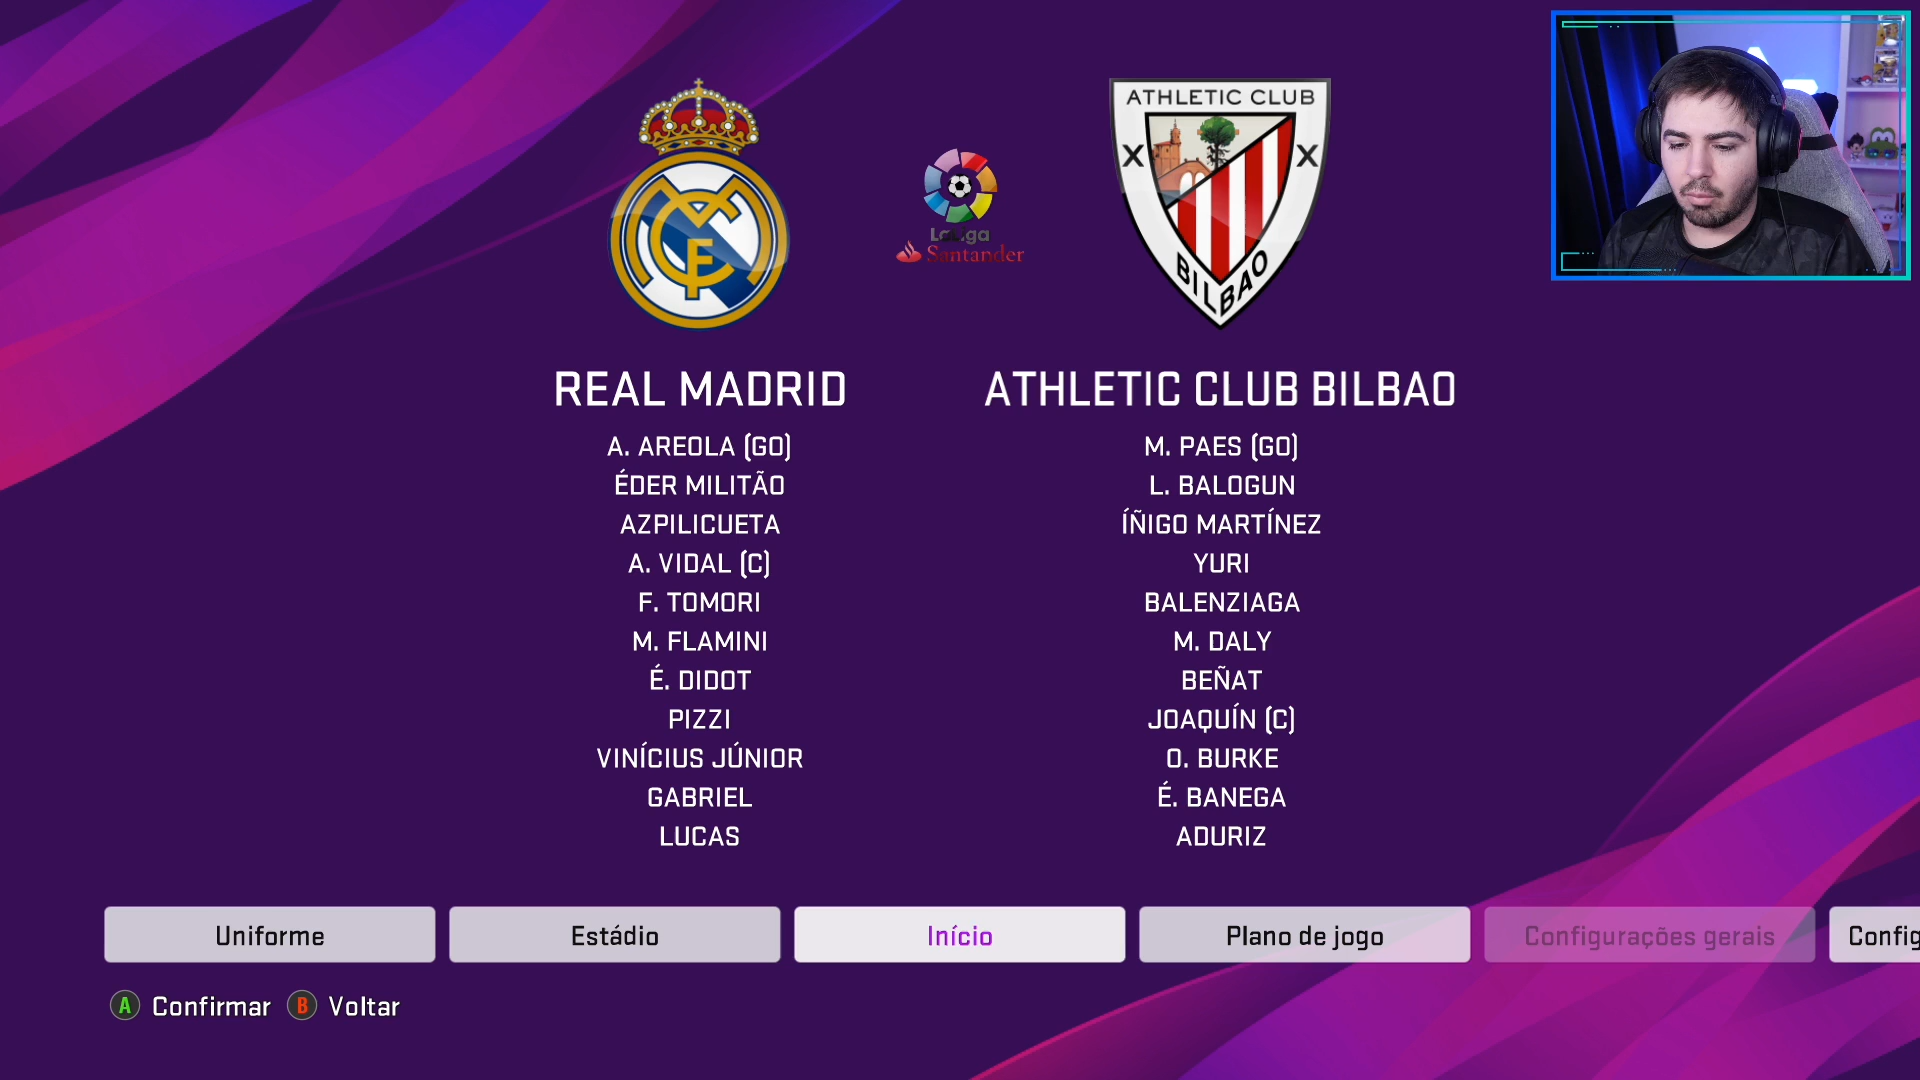 ATHLETIC CLUB
BILBAO
LaLiga
Santander
REAL MADRID
ATHLETIC CLUB BILBAO
A. AREOLA (GO)
M. PAES (GO)
ÉDER MILITÃO
L. BALOGUN
AZPILICUETA
ÍÑIGO MARTÍNEZ
A. VIDAL (C)
YURI
F. TOMORI
BALENZIAGA
M. FLAMINI
M. DALY
É. DIDOT
BEÑAT
PIZZI
JOAQUÍN (C)
VINÍCIUS JÚNIOR
O. BURKE
GABRIEL
É. BANEGA
LUCAS
ADURIZ
Uniforme
Estádio
Início
Plano de jogo
Configurações gerais
Config
A Confirmar B Voltar